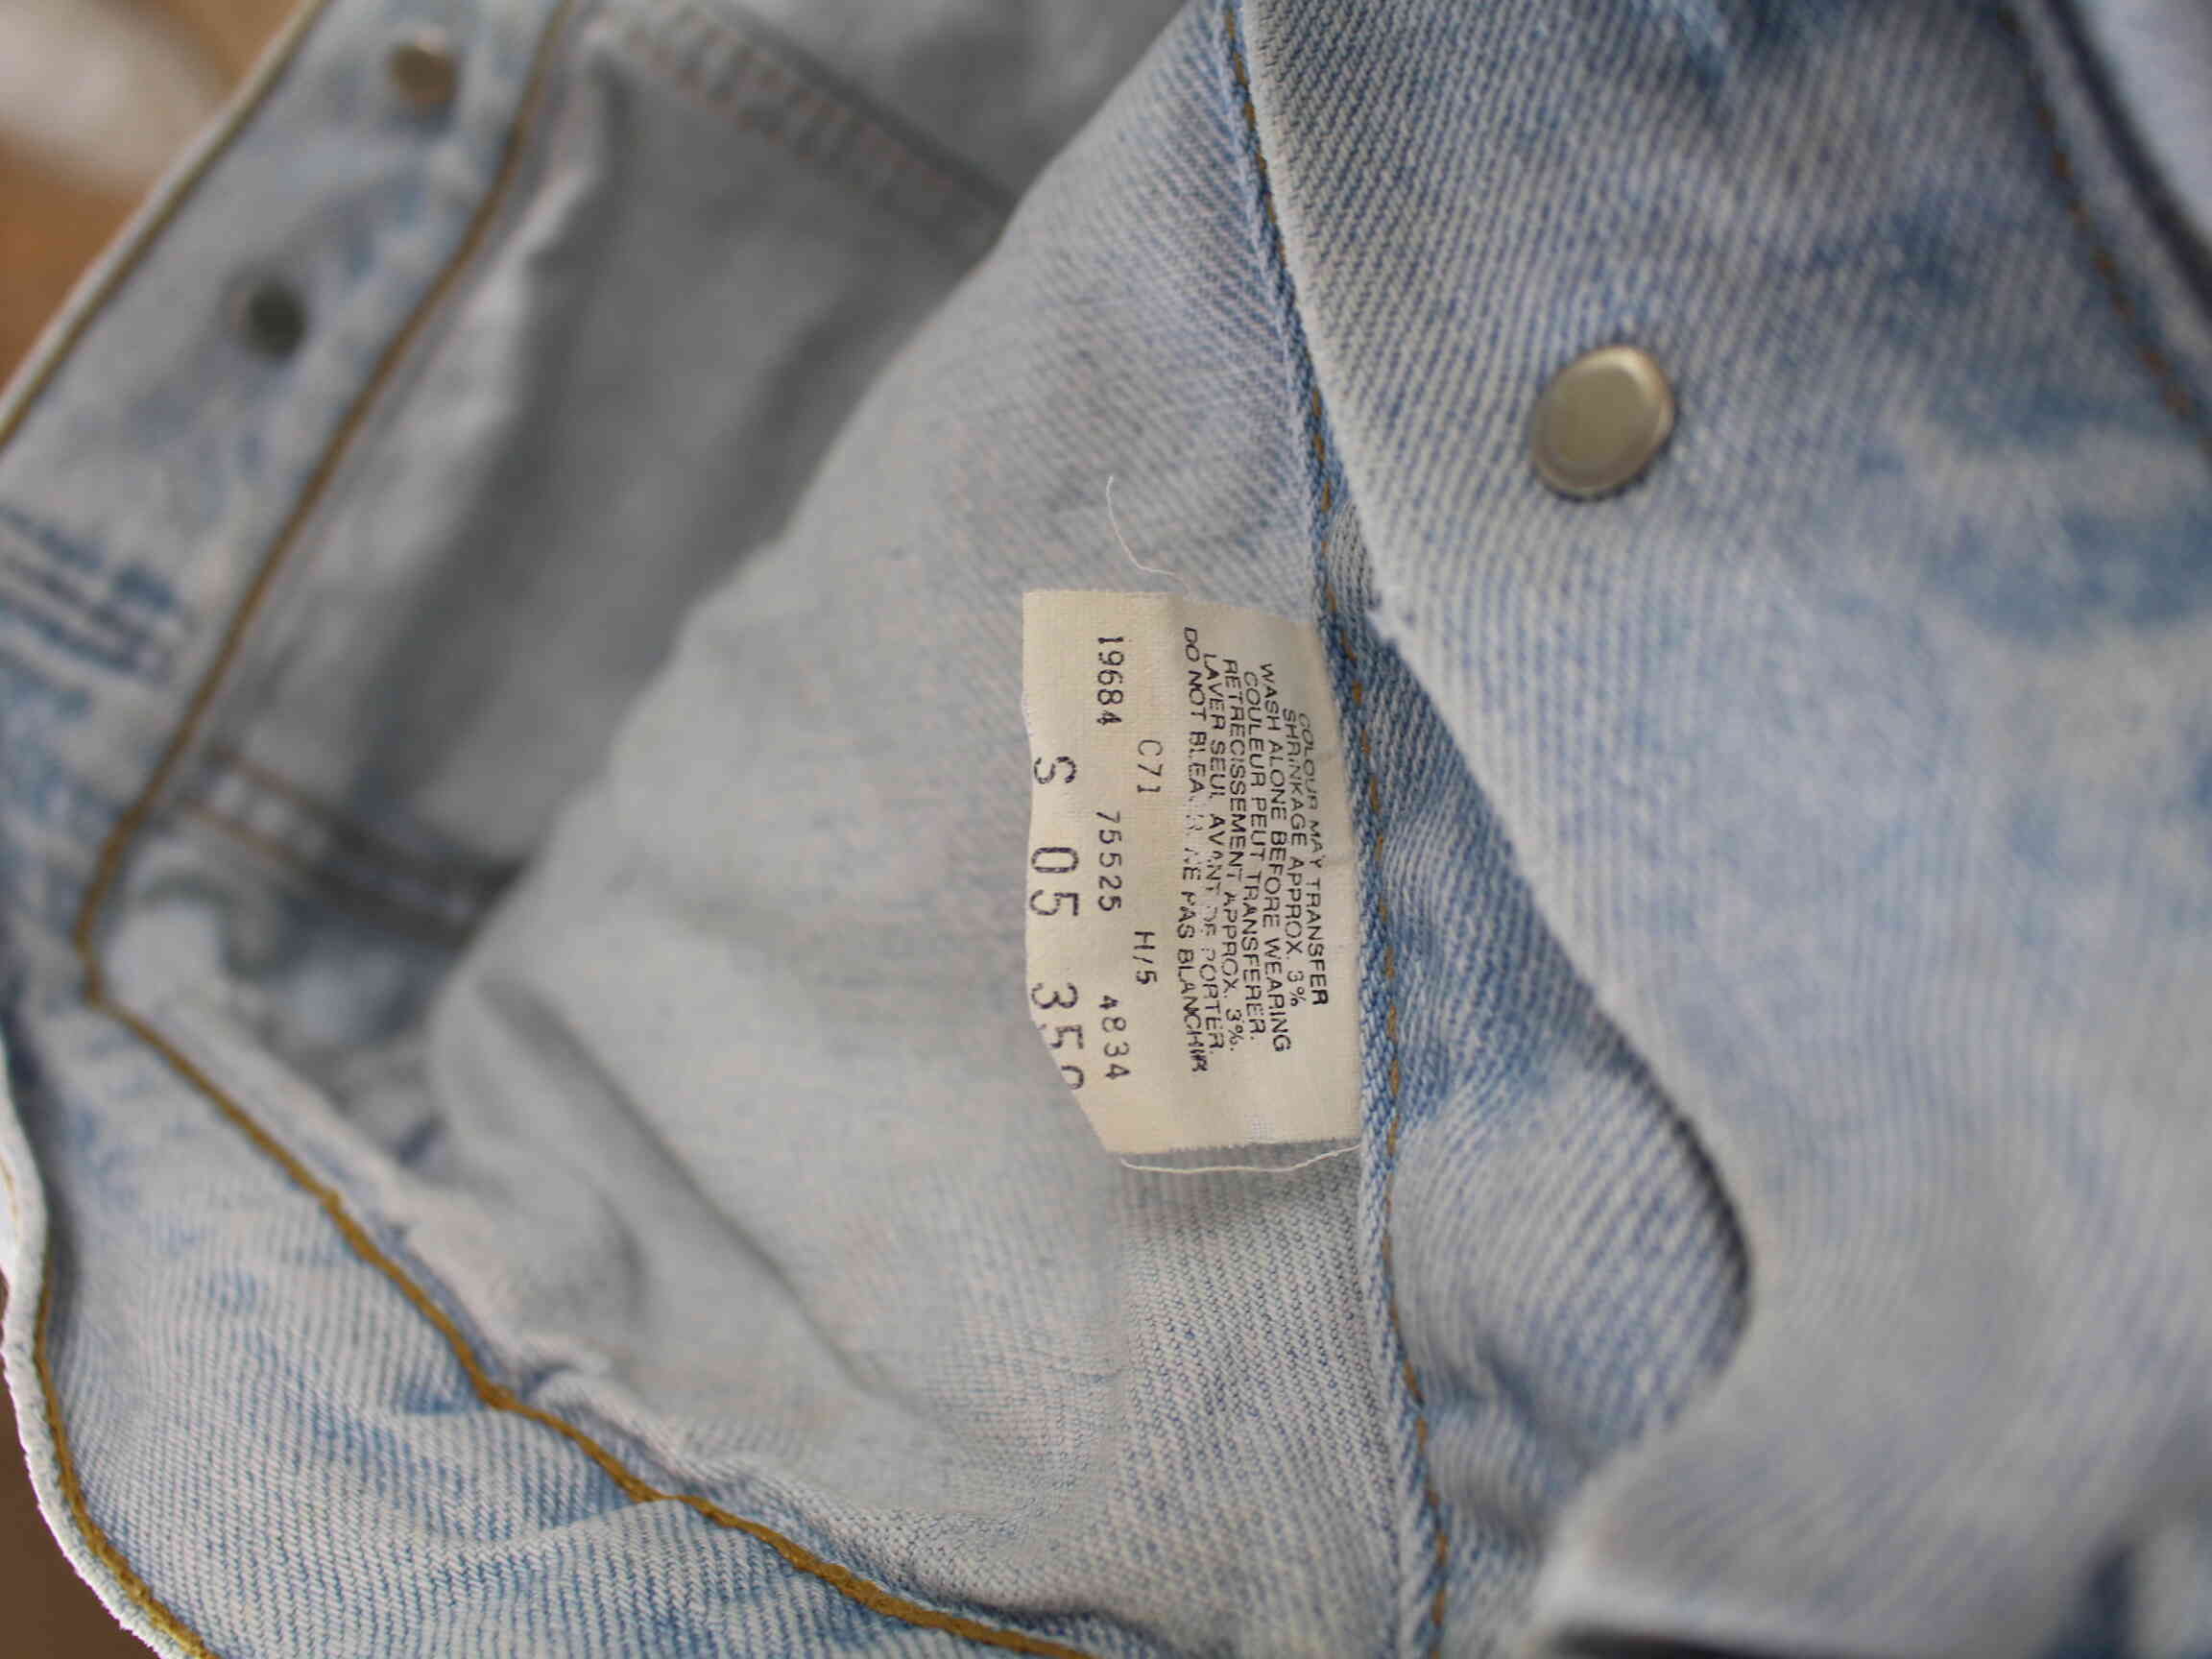 COLOUR MAY TRANSFER
SHRINKAGE APPROX. 3%
WASH ALONE BEFORE WEARING
COULEUR PEUT TRANSFERER.
RETRECISSEMENT APPROX. 3%.
LAVER SEUL AVANT DE PORTER.
DO NOT NE PAS BLANCHIR
C71 H/5
19684 75525 4834
S 05